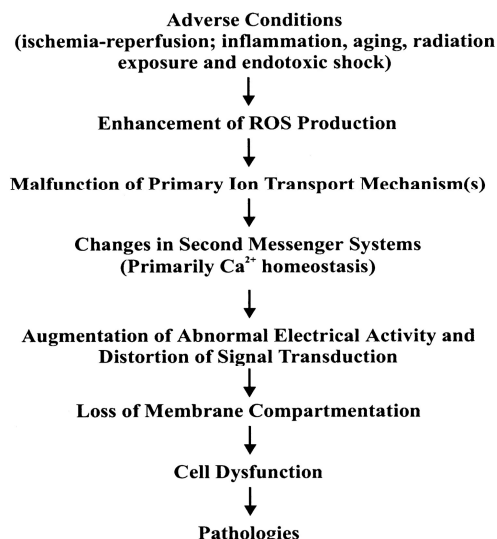 Adverse Conditions
(ischemia-reperfusion; inflammation, aging, radiation
exposure and endotoxic shock)
Enhancement of ROS Production
Malfunction of Primary Ion Transport Mechanism(s)
Changes in Second Messenger Systems
(Primarily Ca²⁺ homeostasis)
Augmentation of Abnormal Electrical Activity and
Distortion of Signal Transduction
Loss of Membrane Compartmentation
Cell Dysfunction
Pathologies